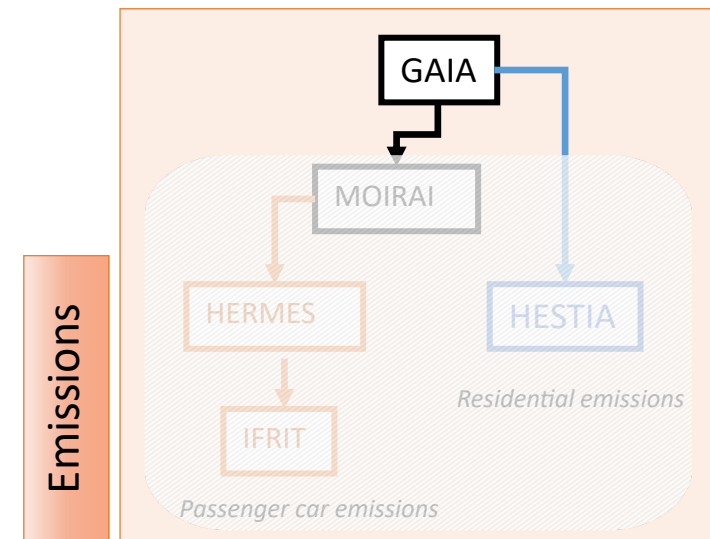 GAIA
MOIRAI
HERMES
HESTIA
Emissions
Residential emissions
IFRIT
Passenger car emissions